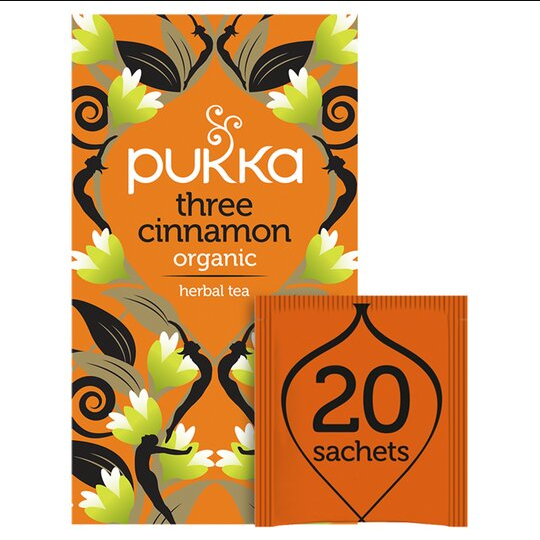 pukka
three
cinnamon
organic
herbal tea
20
sachets